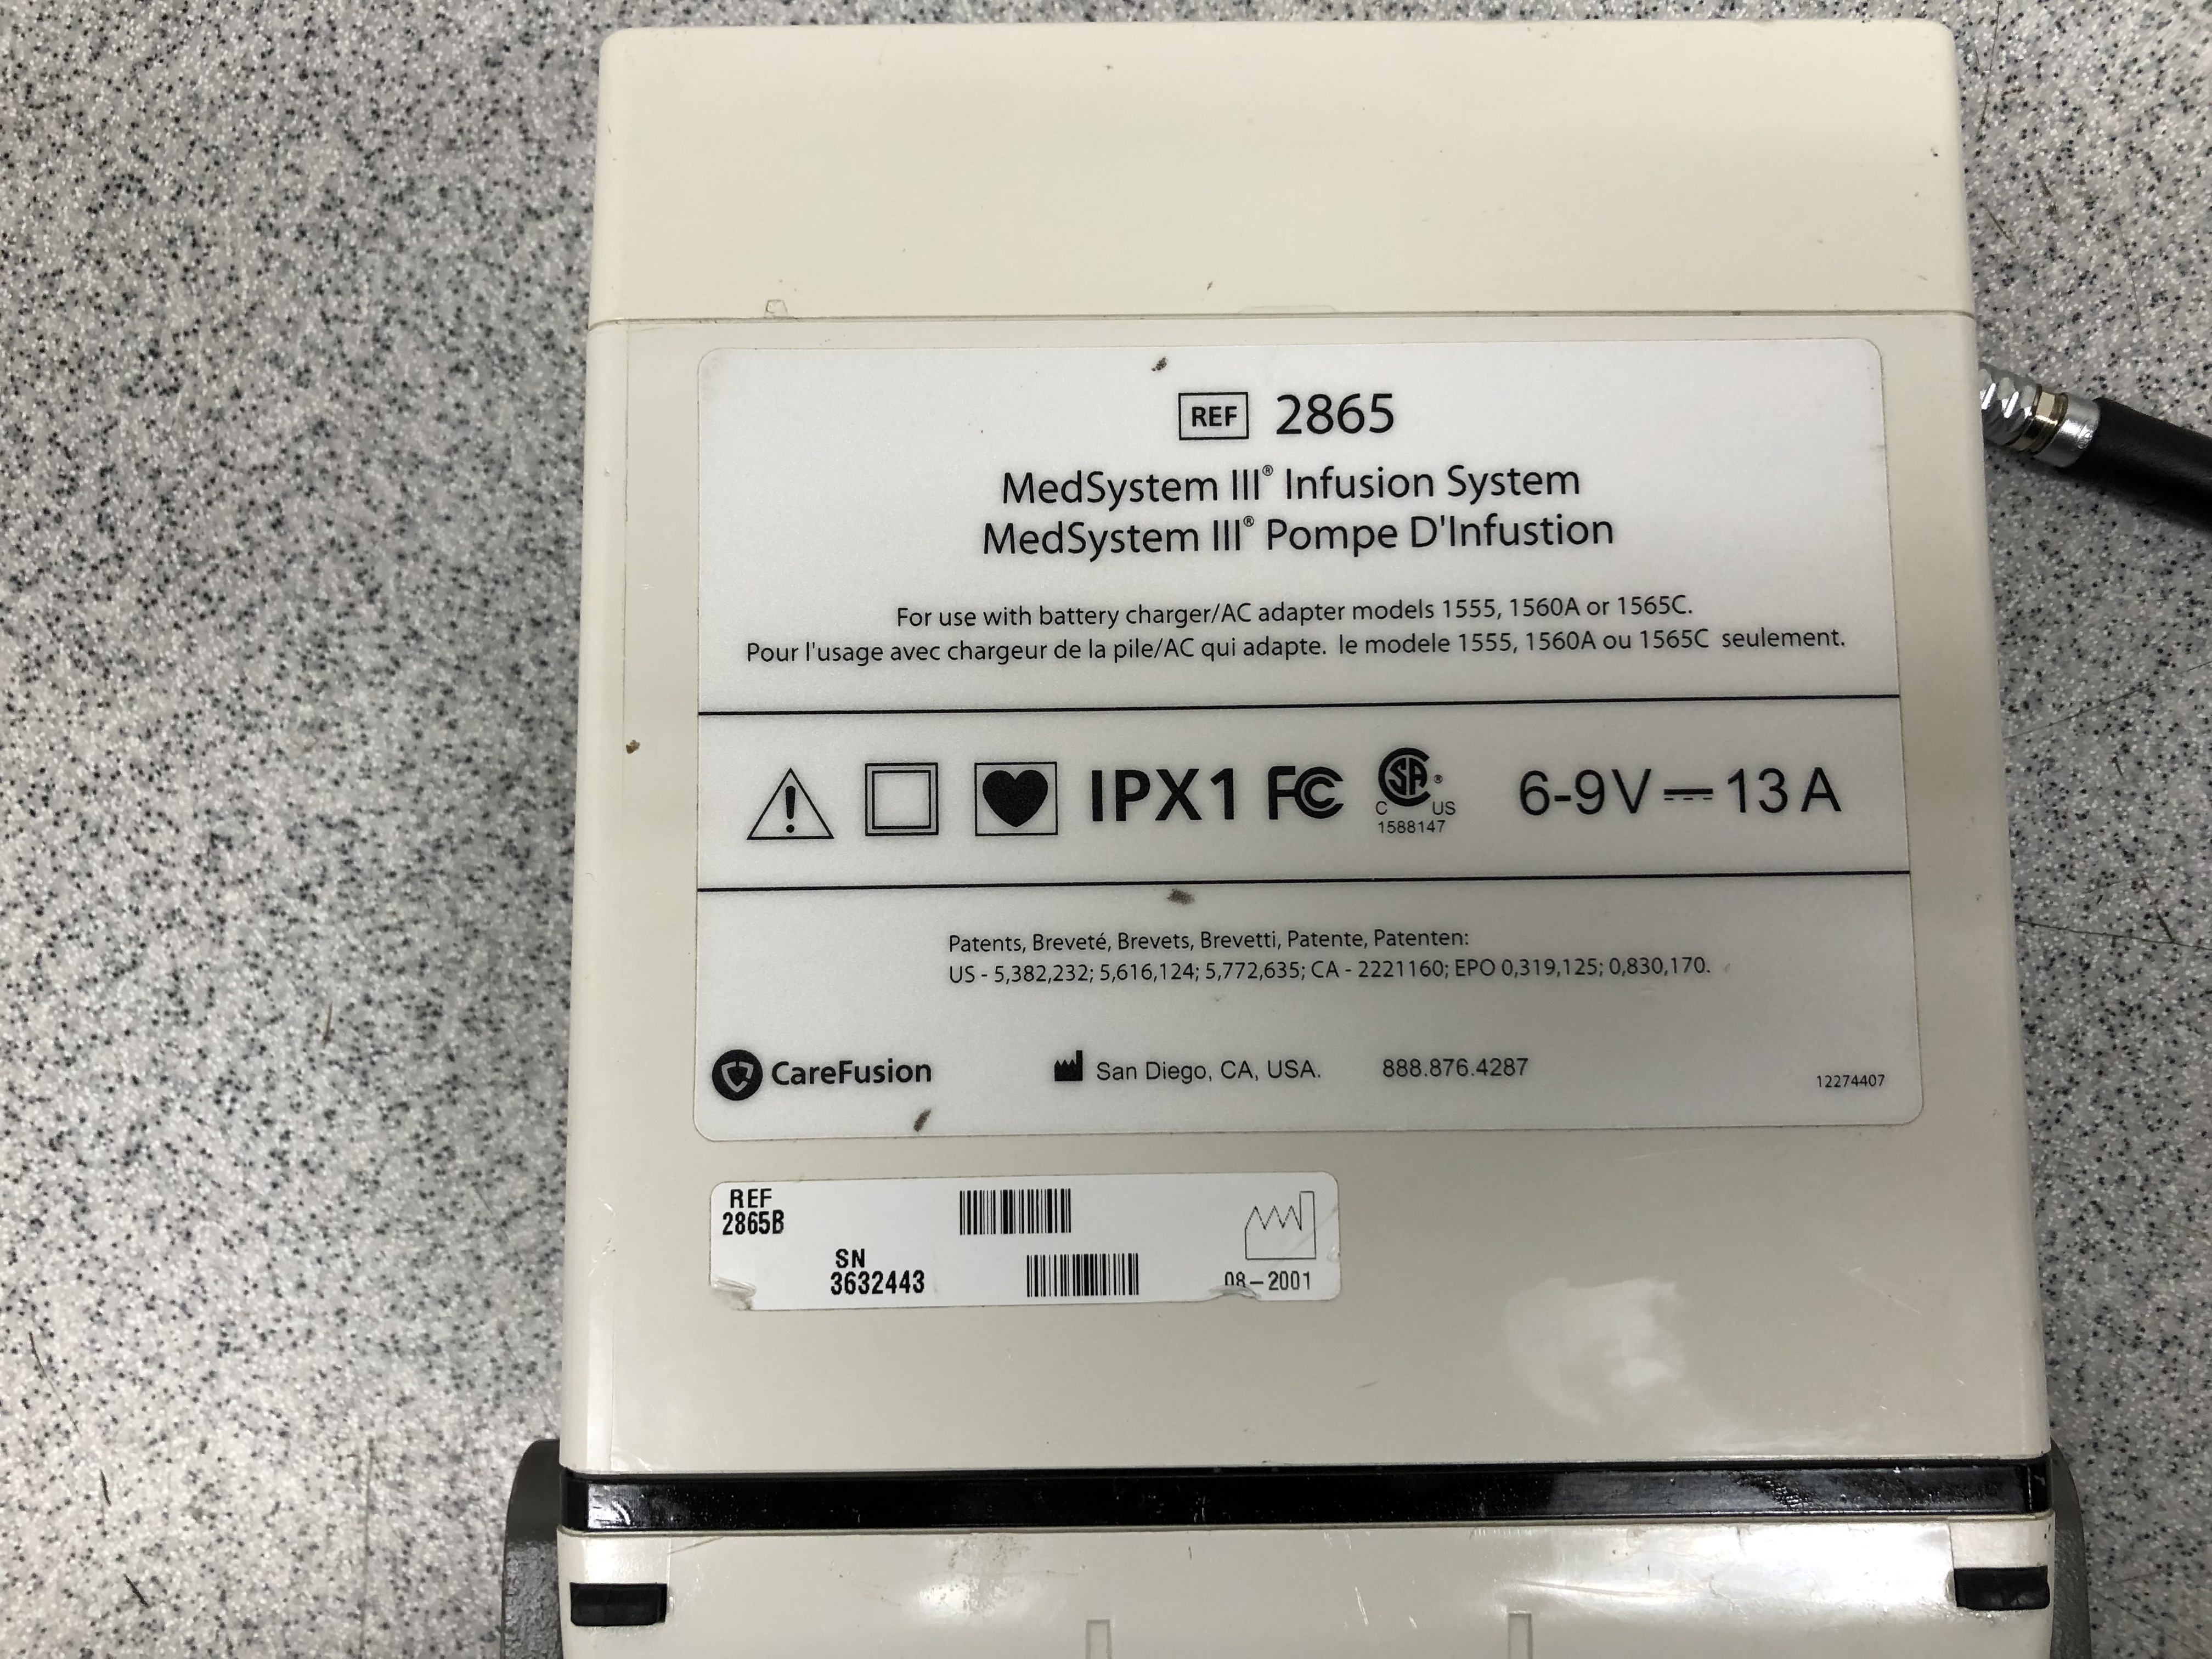 REF 2865
MedSystem III® Infusion System
MedSystem III® Pompe D'Infustion
For use with battery charger/AC adapter models 1555, 1560A or 1565C.
Pour l'usage avec chargeur de la pile/AC qui adapte. le modele 1555, 1560A ou 1565C seulement.
IPX1 FC CSA® C US 1588147 6-9V⎓13 A
Patents, Breveté, Brevets, Brevetti, Patente, Patenten:
US - 5,382,232; 5,616,124; 5,772,635; CA - 2221160; EPO 0,319,125; 0,830,170.
CareFusion San Diego, CA, USA. 888.876.4287 12274407
REF
2865B
SN
3632443 08-2001